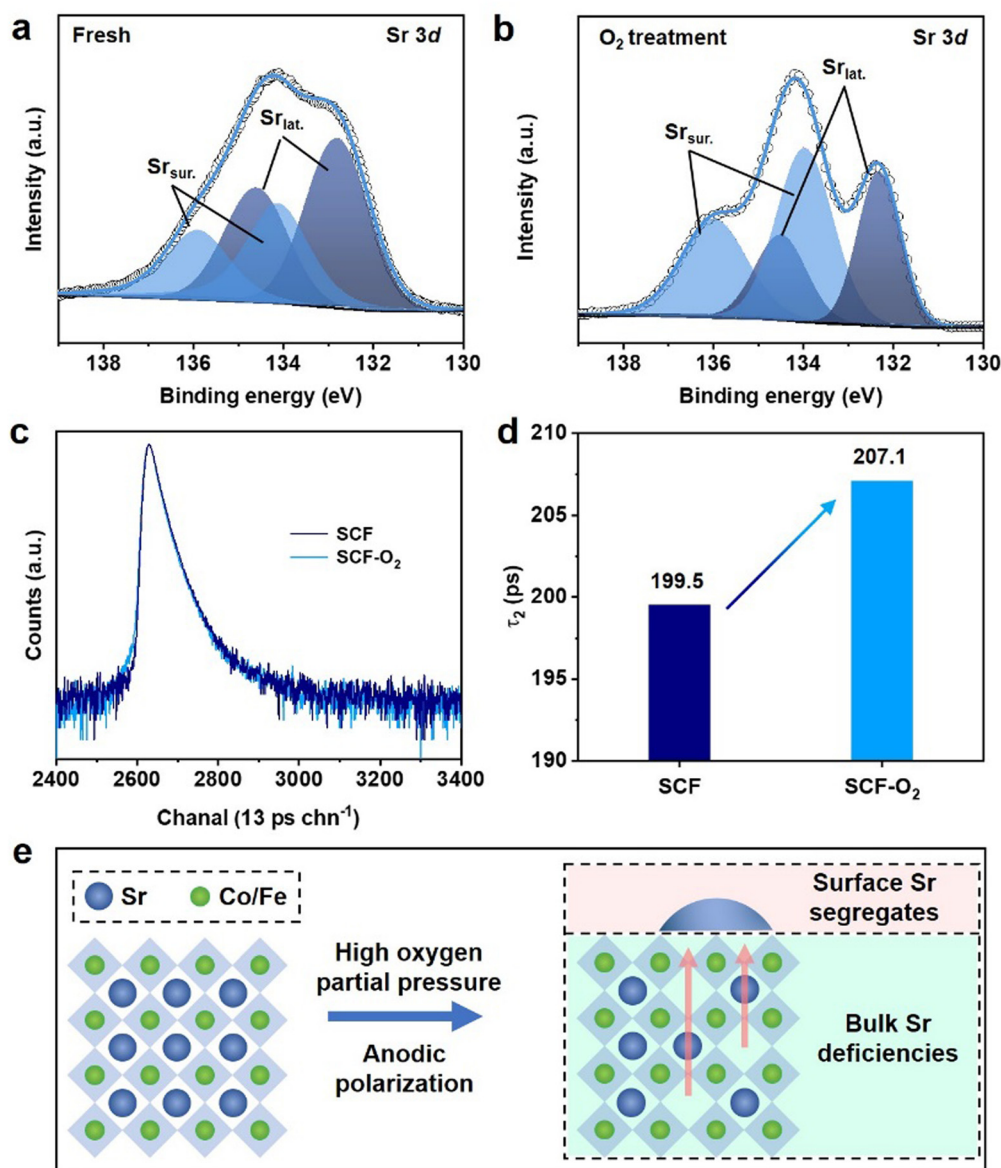 a
Fresh
Sr 3d
Sr_lat.
Sr_sur.
Intensity (a.u.)
138 136 134 132 130
Binding energy (eV)
b
O₂ treatment
Sr 3d
Sr_lat.
Sr_sur.
Intensity (a.u.)
138 136 134 132 130
Binding energy (eV)
c
SCF
SCF-O₂
Counts (a.u.)
2400 2600 2800 3000 3200 3400
Chanal (13 ps chn⁻¹)
d
210
205
200
195
190
τ₂ (ps)
199.5
207.1
SCF
SCF-O₂
e
Sr
Co/Fe
High oxygen
partial pressure
Anodic
polarization
Surface Sr
segregates
Bulk Sr
deficiencies